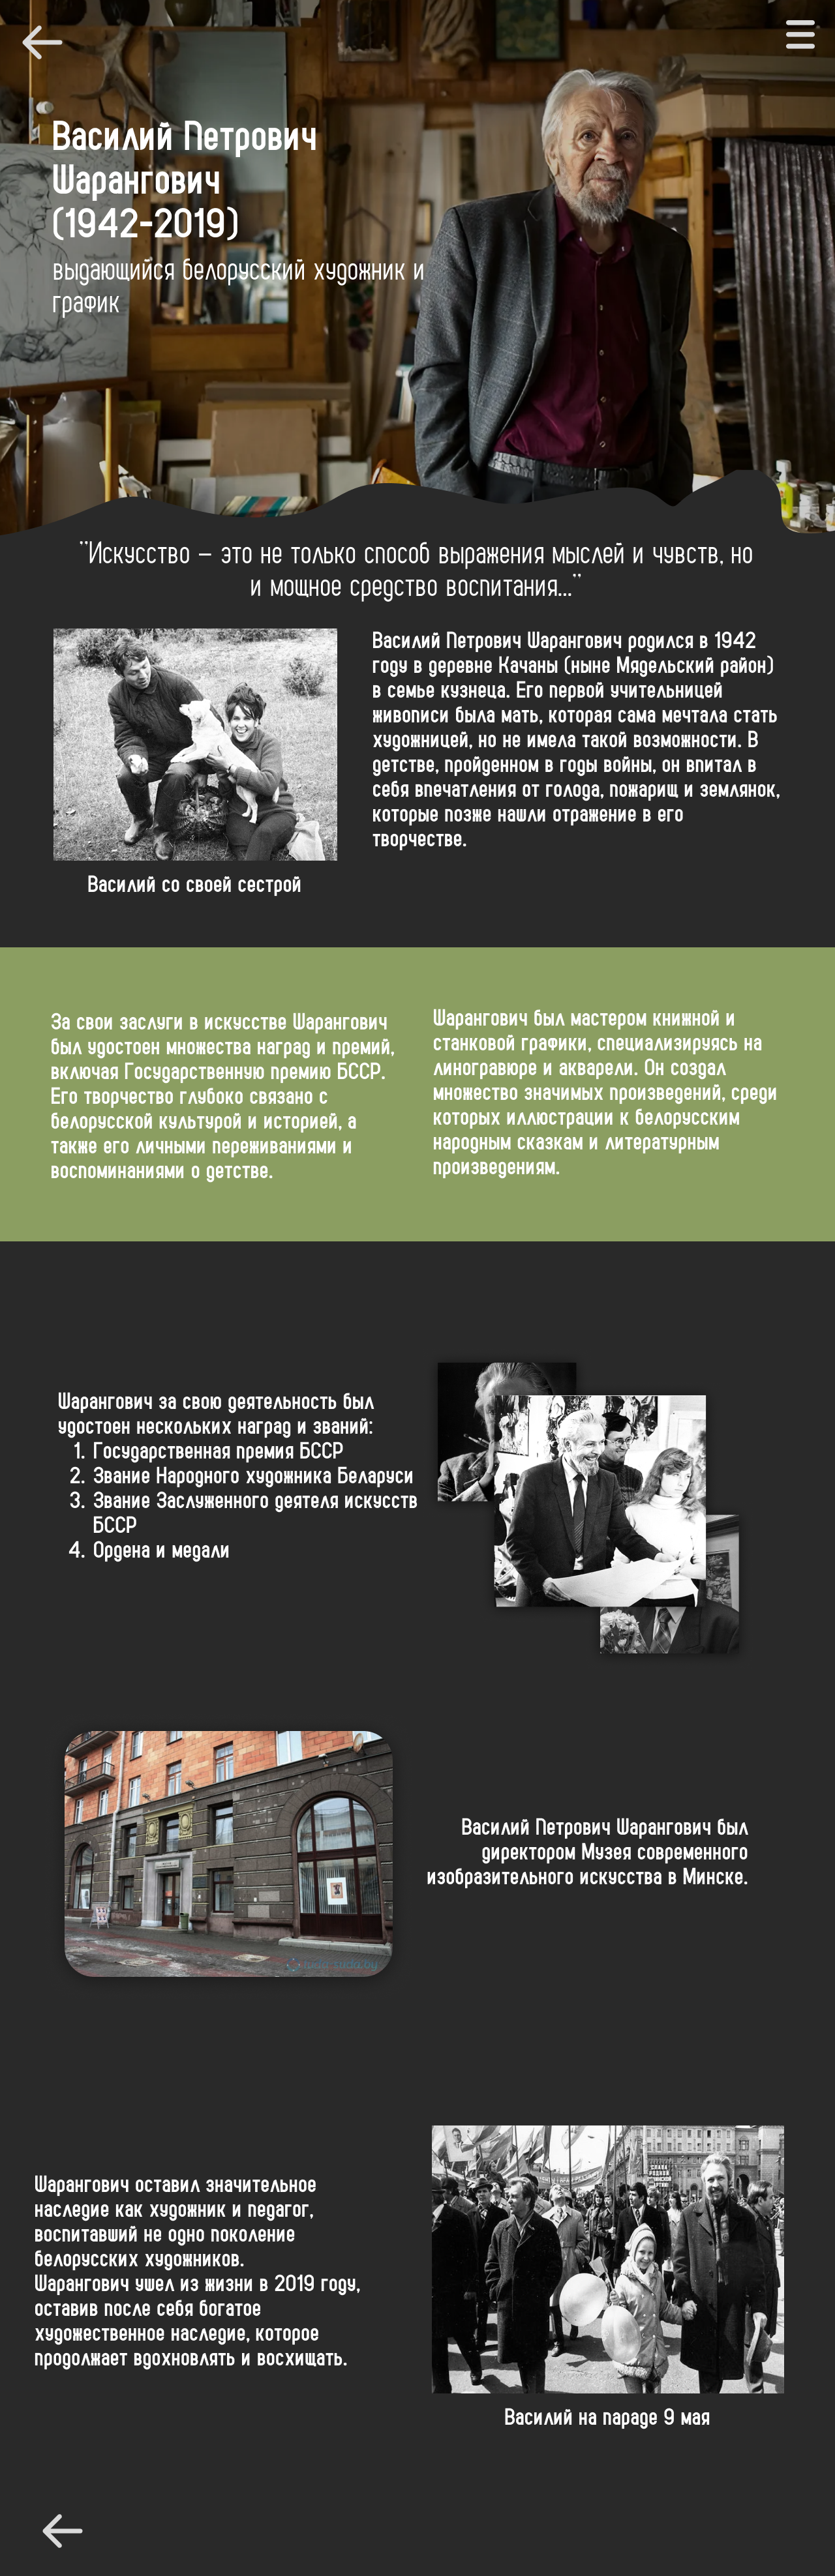 Василий Петрович
Шарангович
(1942-2019)
выдающийся белорусский художник и
график
"Искусство – это не только способ выражения мыслей и чувств, но
и мощное средство воспитания..."
Василий Петрович Шарангович родился в 1942
году в деревне Качаны (ныне Мядельский район)
в семье кузнеца. Его первой учительницей
живописи была мать, которая сама мечтала стать
художницей, но не имела такой возможности. В
детстве, пройденном в годы войны, он впитал в
себя впечатления от голода, пожарищ и землянок,
которые позже нашли отражение в его
творчестве.
Василий со своей сестрой
За свои заслуги в искусстве Шарангович
был удостоен множества наград и премий,
включая Государственную премию БССР.
Его творчество глубоко связано с
белорусской культурой и историей, а
также его личными переживаниями и
воспоминаниями о детстве.
Шарангович был мастером книжной и
станковой графики, специализируясь на
линогравюре и акварели. Он создал
множество значимых произведений, среди
которых иллюстрации к белорусским
народным сказкам и литературным
произведениям.
Шарангович за свою деятельность был
удостоен нескольких наград и званий:
1. Государственная премия БССР
2. Звание Народного художника Беларуси
3. Звание Заслуженного деятеля искусств
БССР
4. Ордена и медали
Василий Петрович Шарангович был
директором Музея современного
изобразительного искусства в Минске.
Шарангович оставил значительное
наследие как художник и педагог,
воспитавший не одно поколение
белорусских художников.
Шарангович ушел из жизни в 2019 году,
оставив после себя богатое
художественное наследие, которое
продолжает вдохновлять и восхищать.
Василий на параде 9 мая